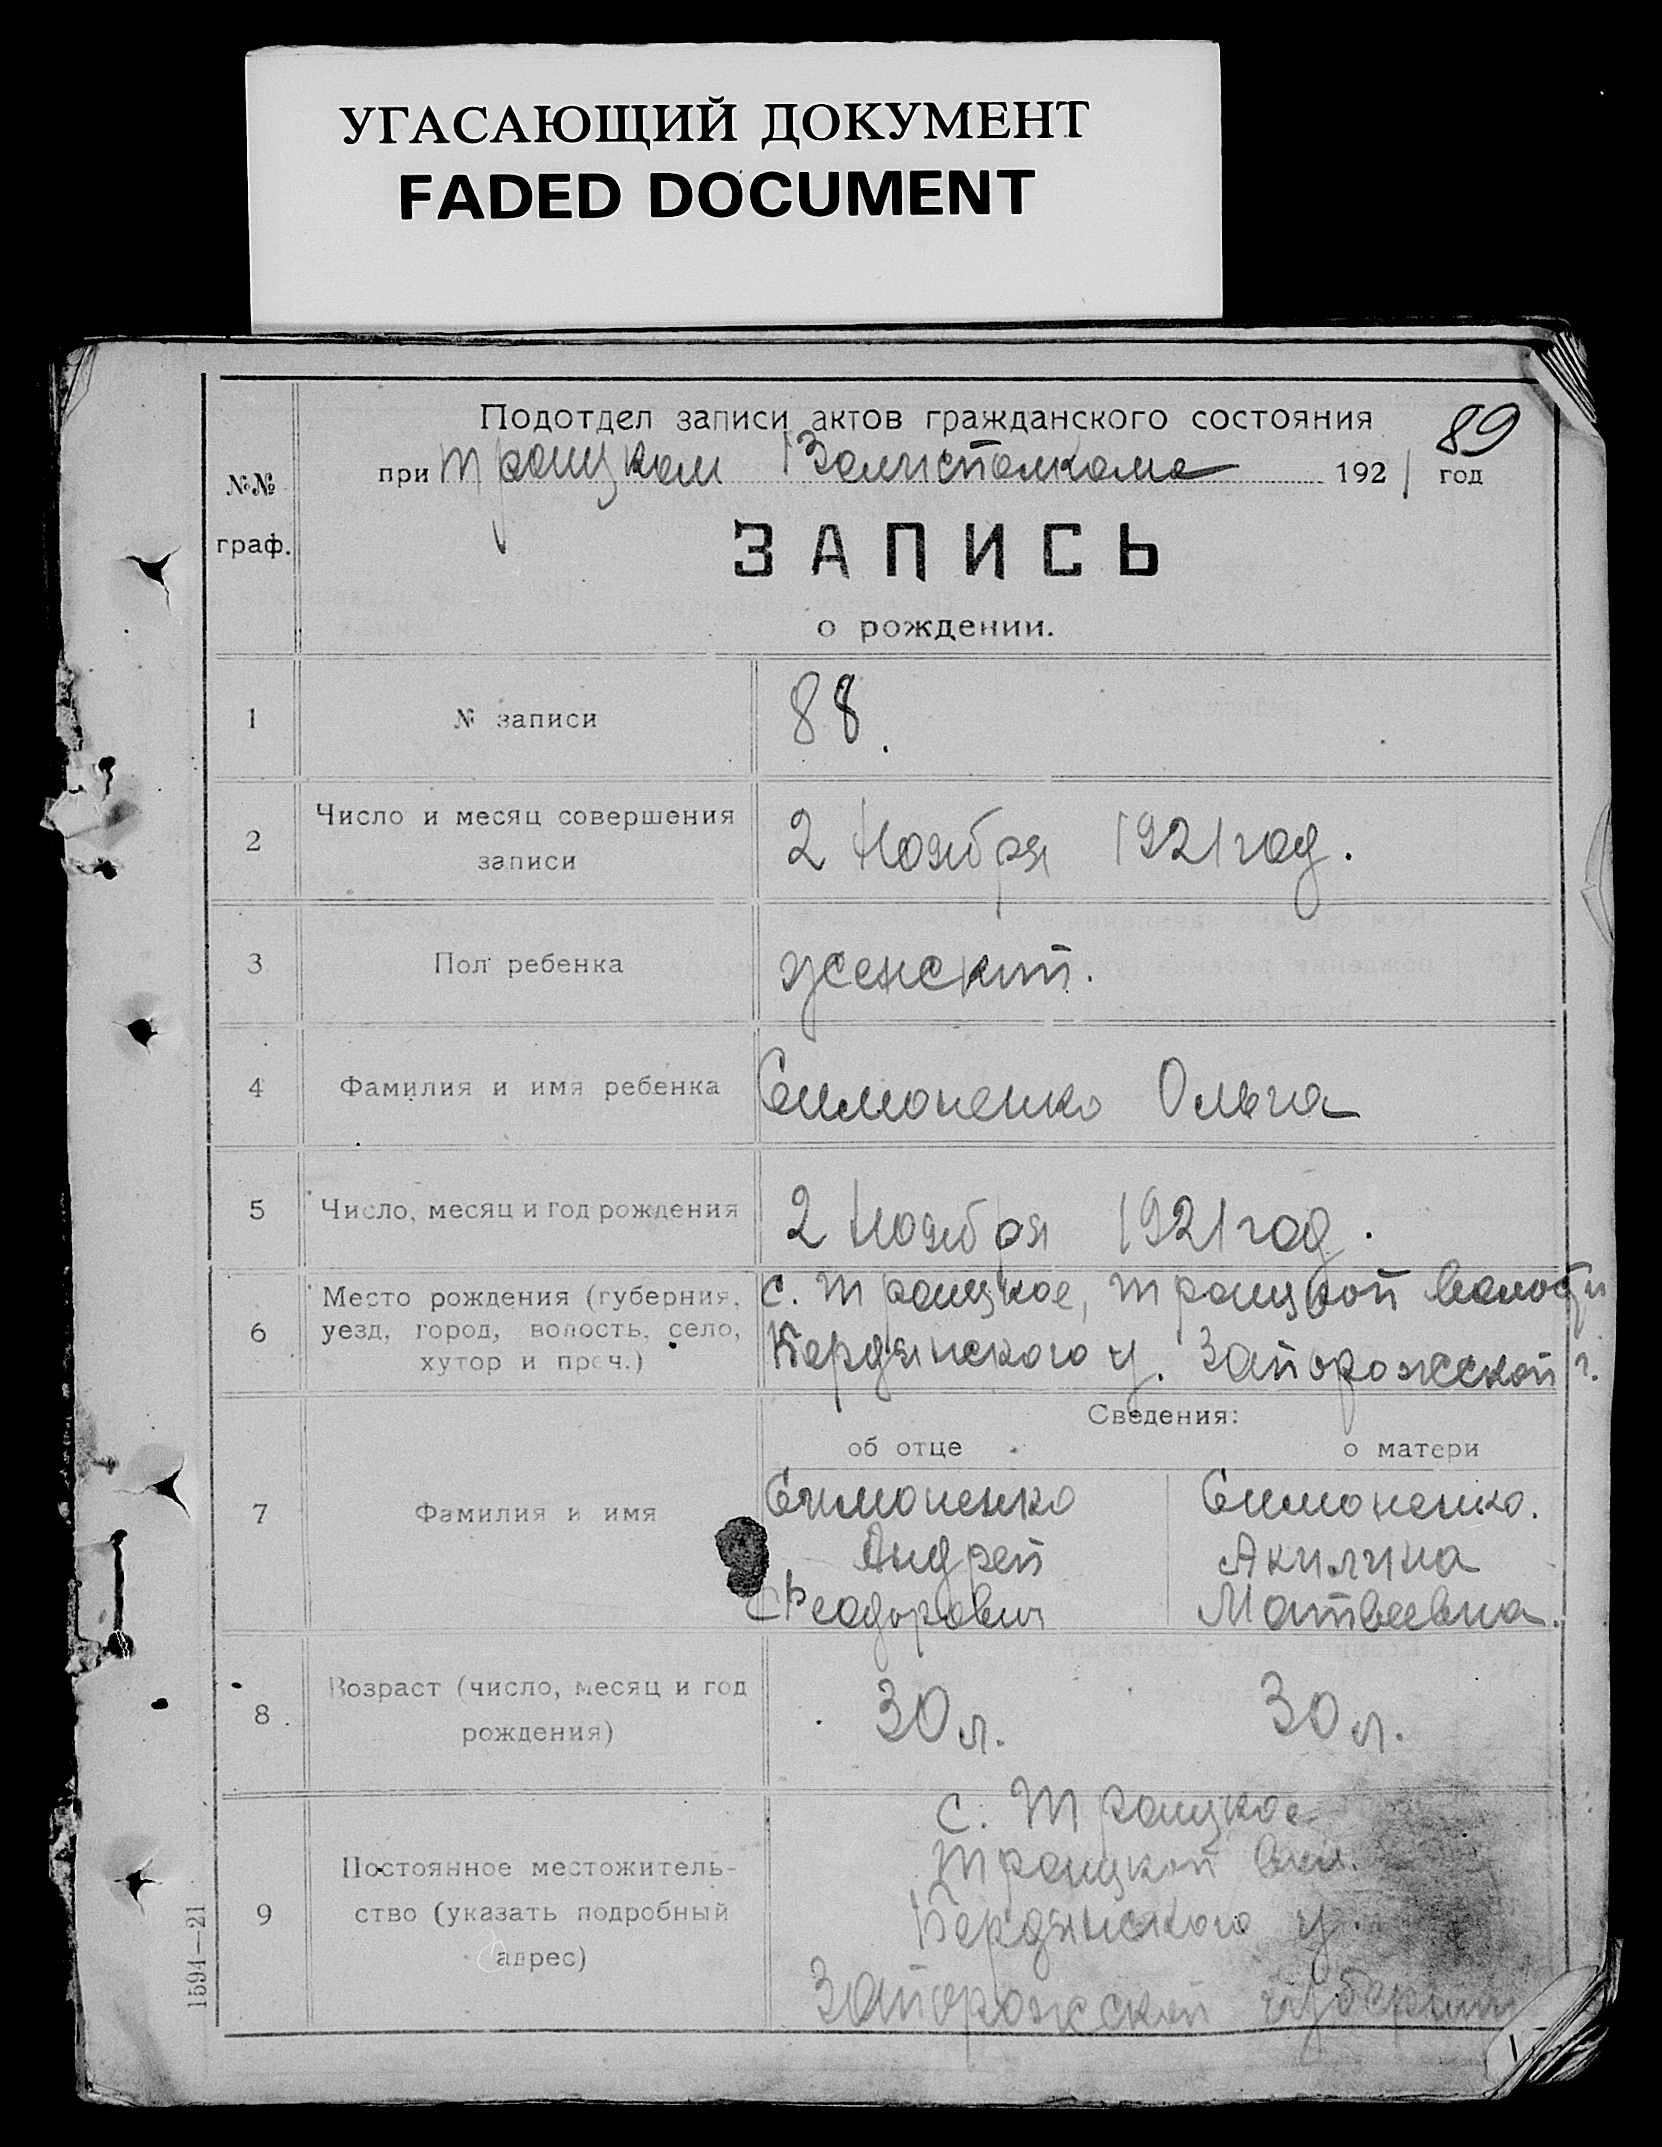 УГАСАЮЩИЙ ДОКУМЕНТ
FADED DOCUMENT
89
Подотдел записи актов гражданского состояния
при Троицком Волисполкоме 1921 год
№№ граф.
ЗАПИСЬ
о рождении.
1 № записи 88.
2 Число и месяц совершения записи 2 Ноября 1921 год.
3 Пол ребенка женский.
4 Фамилия и имя ребенка Симоненко Ольга
5 Число, месяц и год рождения 2 Ноября 1921 год.
6 Место рождения (губерния, с. Троицкое, Троицкой волости
уезд, город, волость, село, Бердянского у. Запорожской г.
хутор и проч.)
Сведения:
об отце о матери
7 Фамилия и имя Симоненко Симоненко.
Андрей Акилина
Феодорович Матвеевна.
8 Возраст (число, месяц и год рождения) 30 л. 30 л.
с. Троицкое
9 Постоянное местожитель- Троицкой вол.
ство (указать подробный Бердянского у.
адрес) Запорожской губернии
1594—21